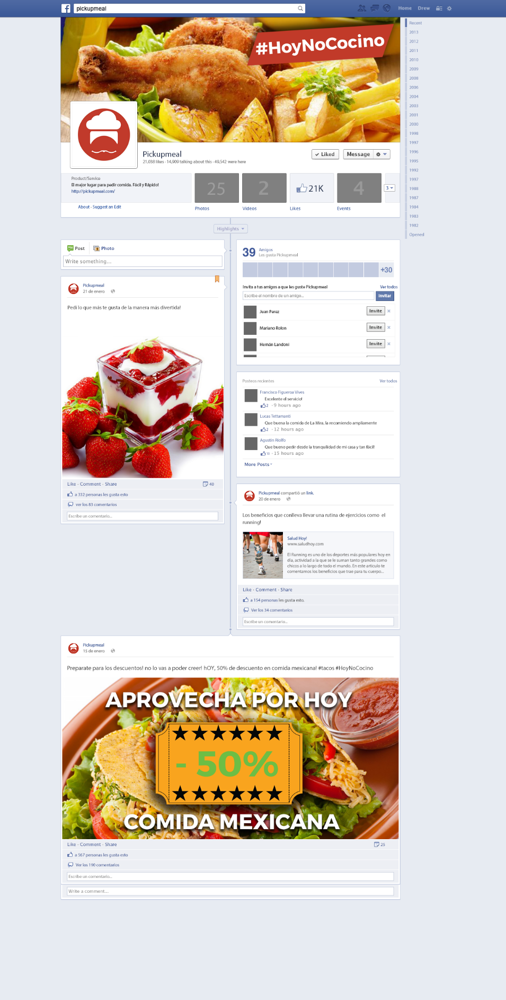 pickupmeal
Home Drew
#HoyNoCocino
Recent
2013
2012
2011
2010
2009
2008
2006
2004
2003
2001
2000
1998
1997
1996
1995
1992
1997
1988
1987
1984
1983
1982
Opened
Pickupmeal
21,038 likes · 14,909 talking about this · 49,542 were here
Liked
Message
Product/Service
El mejor lugar para pedir comida. Fácil y Rápido!
http://pickupmeal.com/
About - Suggest an Edit
25
Photos
2
Videos
21K
Likes
4
Events
3
Highlights
Post
Photo
Write something...
Pickupmeal
21 de enero
Pedí lo que más te gusta de la manera más divertida!
Like · Comment · Share
40
a 332 personas les gusta esto
ver los 83 comentarios
Escribe un comentario...
39
Amigos
Les gusta Pickupmeal
+30
Invita a tus amigos a que les guste Pickupmeal
Ver todos
Escribe el nombre de un amigo...
Invitar
Juan Perez
Invite
Mariano Rolon
Invite
Hernán Landoni
Invite
Posteos recientes
Ver todos
Francisco Figueroa Vives
Excelente el servicio!
2 · 9 hours ago
Lucas Tettamanti
Que buena la comida de La Mira, la recomiendo ampliamente
2 · 12 hours ago
Agustin Riolfo
Que bueno pedir desde la tranquilidad de mi casa y tan fácil!
10 · 15 hours ago
More Posts
Pickupmeal compartió un link.
20 de enero
Los beneficios que conlleva llevar una rutina de ejercicios como el
running!
Salud Hoy!
www.saludhoy.com
El Running es uno de los deportes más populares hoy en
día, actividad a la que se le suman tanto grandes como
chicos a lo largo de todo el mundo. En este articulo te
comentamos los beneficios que trae para tu cuerpo...
Like · Comment · Share
a 154 personas les gusta esto.
Ver los 34 comentarios
Escribe un comentario...
Pickupmeal
15 de enero
Preparate para los descuentos! no lo vas a poder creer! hOY, 50% de descuento en comida mexicana! #tacos #HoyNoCocino
APROVECHA POR HOY
- 50%
COMIDA MEXICANA
Like · Comment · Share
25
a 567 personas les gusta esto
Ver los 190 comentarios
Escribe un comentario...
Write a comment...